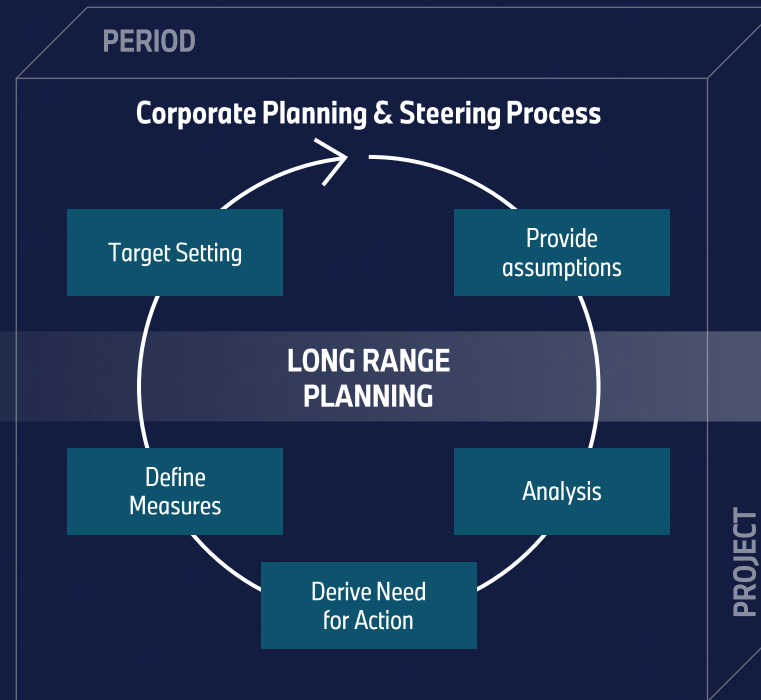 PERIOD
Corporate Planning & Steering Process
Target Setting
Provide
assumptions
LONG RANGE
PLANNING
Define
Measures
Analysis
Derive Need
for Action
PROJECT